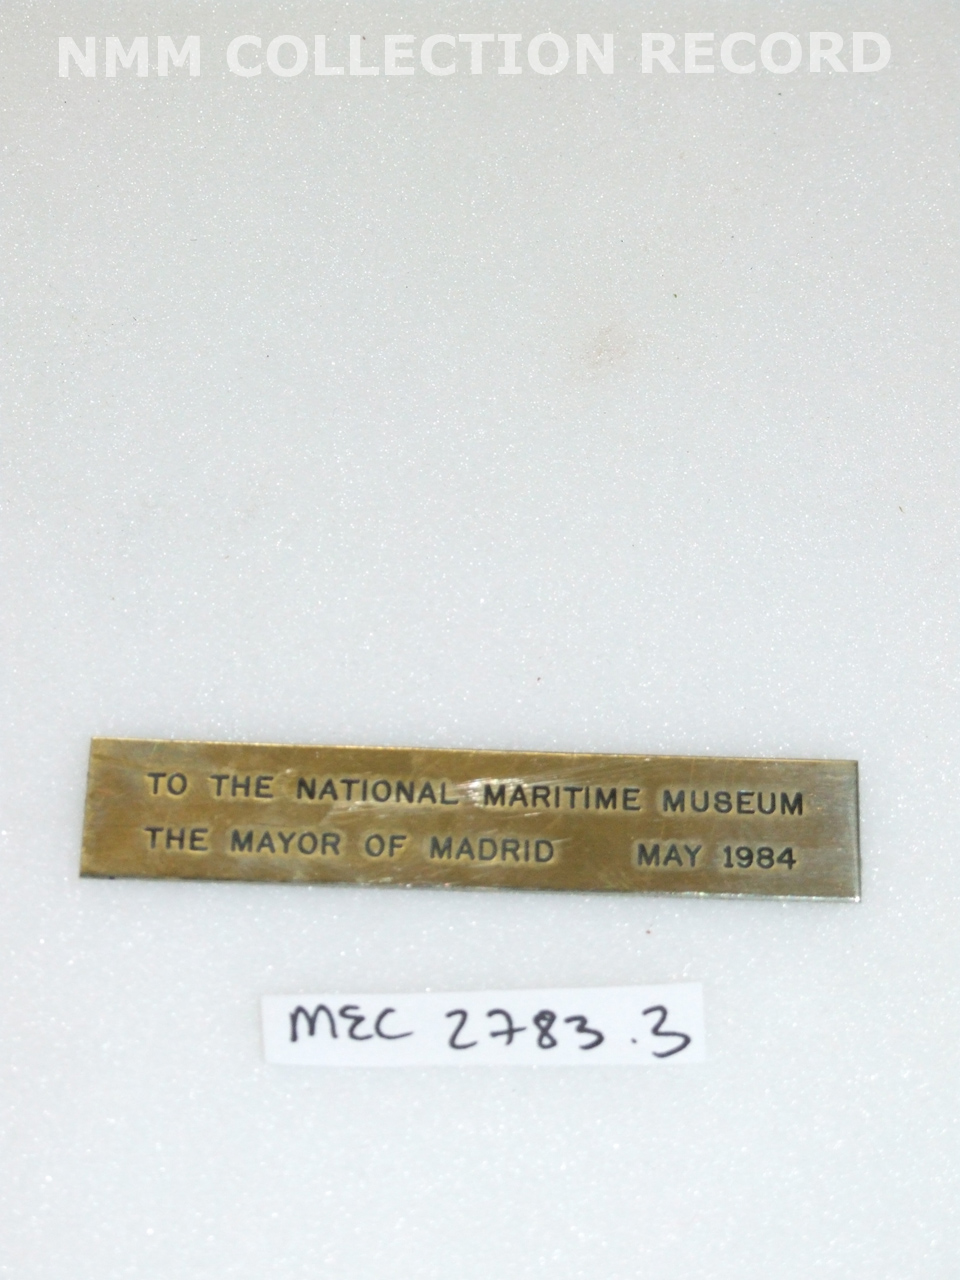 NMM COLLECTION RECORD
TO THE NATIONAL MARITIME MUSEUM
THE MAYOR OF MADRID MAY 1984
MEC 2783.3